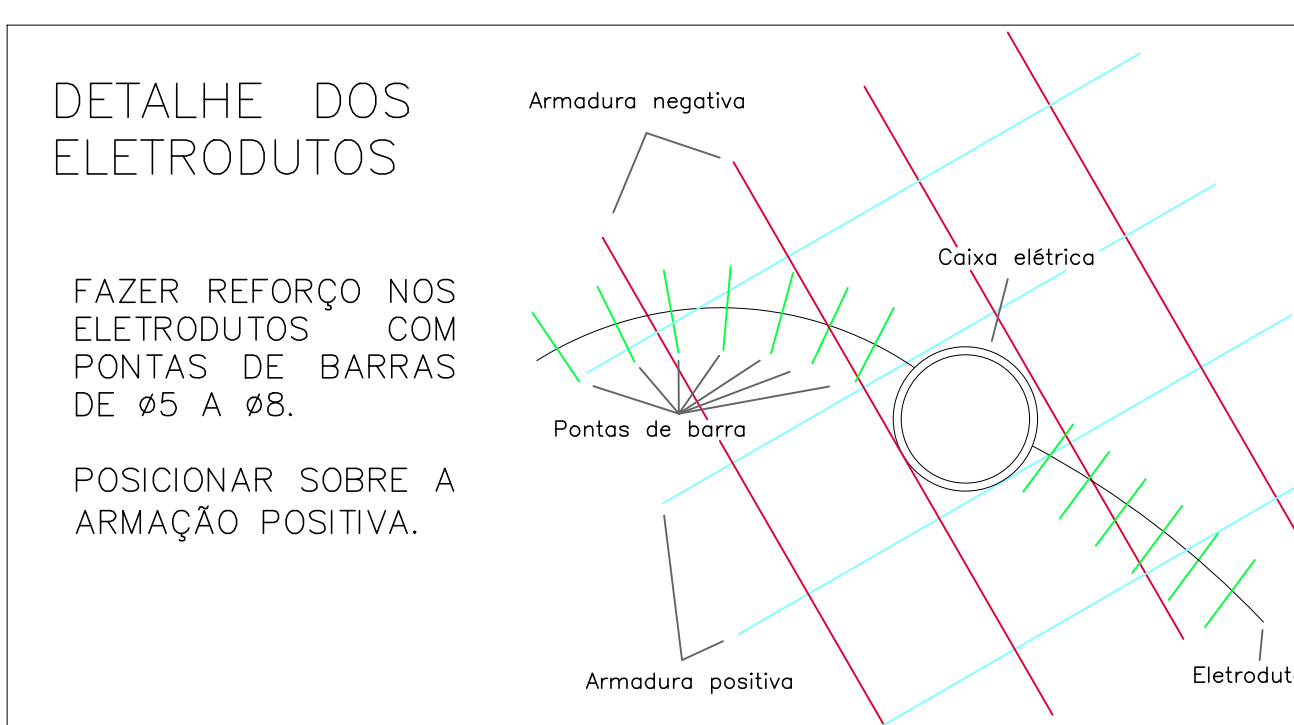 DETALHE DOS
ELETRODUTOS
FAZER REFORÇO NOS
ELETRODUTOS COM
PONTAS DE BARRAS
DE ø5 A ø8.
POSICIONAR SOBRE A
ARMAÇÃO POSITIVA.
Armadura negativa
Caixa elétrica
Pontas de barra
Armadura positiva
Eletroduto